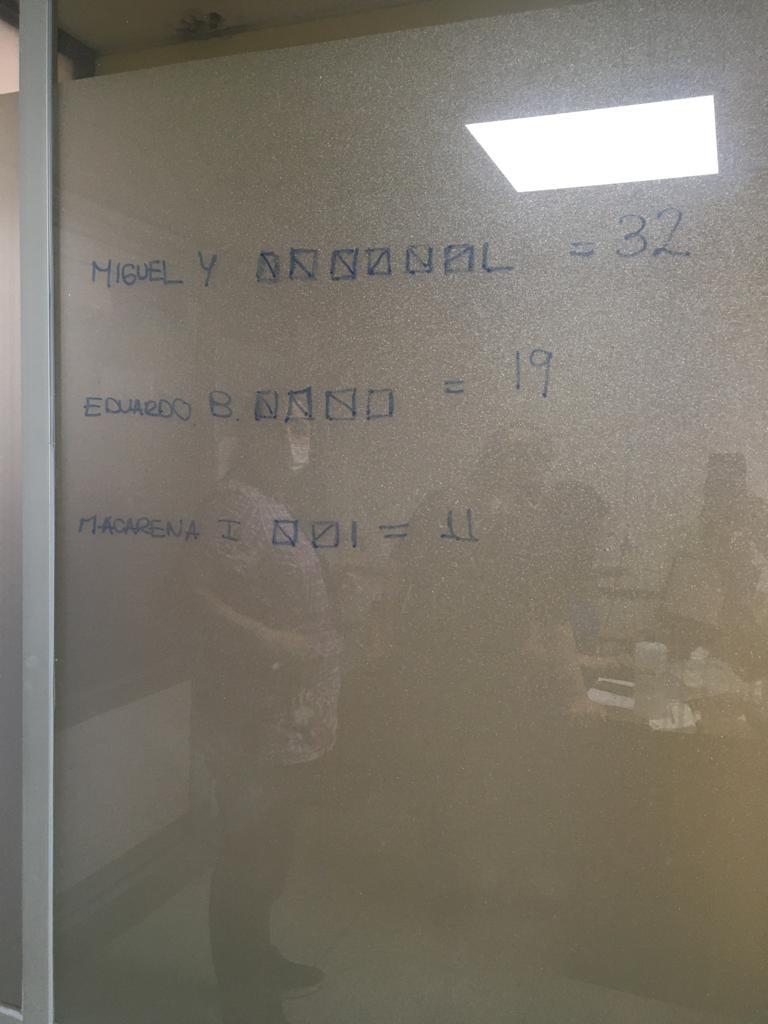 MIGUEL Y = 32
EDUARDO B. = 19
MACARENA I = 11